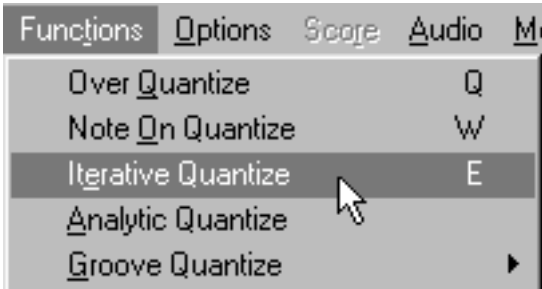 Functions Options Score Audio M
Over Quantize Q
Note On Quantize W
Iterative Quantize E
Analytic Quantize
Groove Quantize